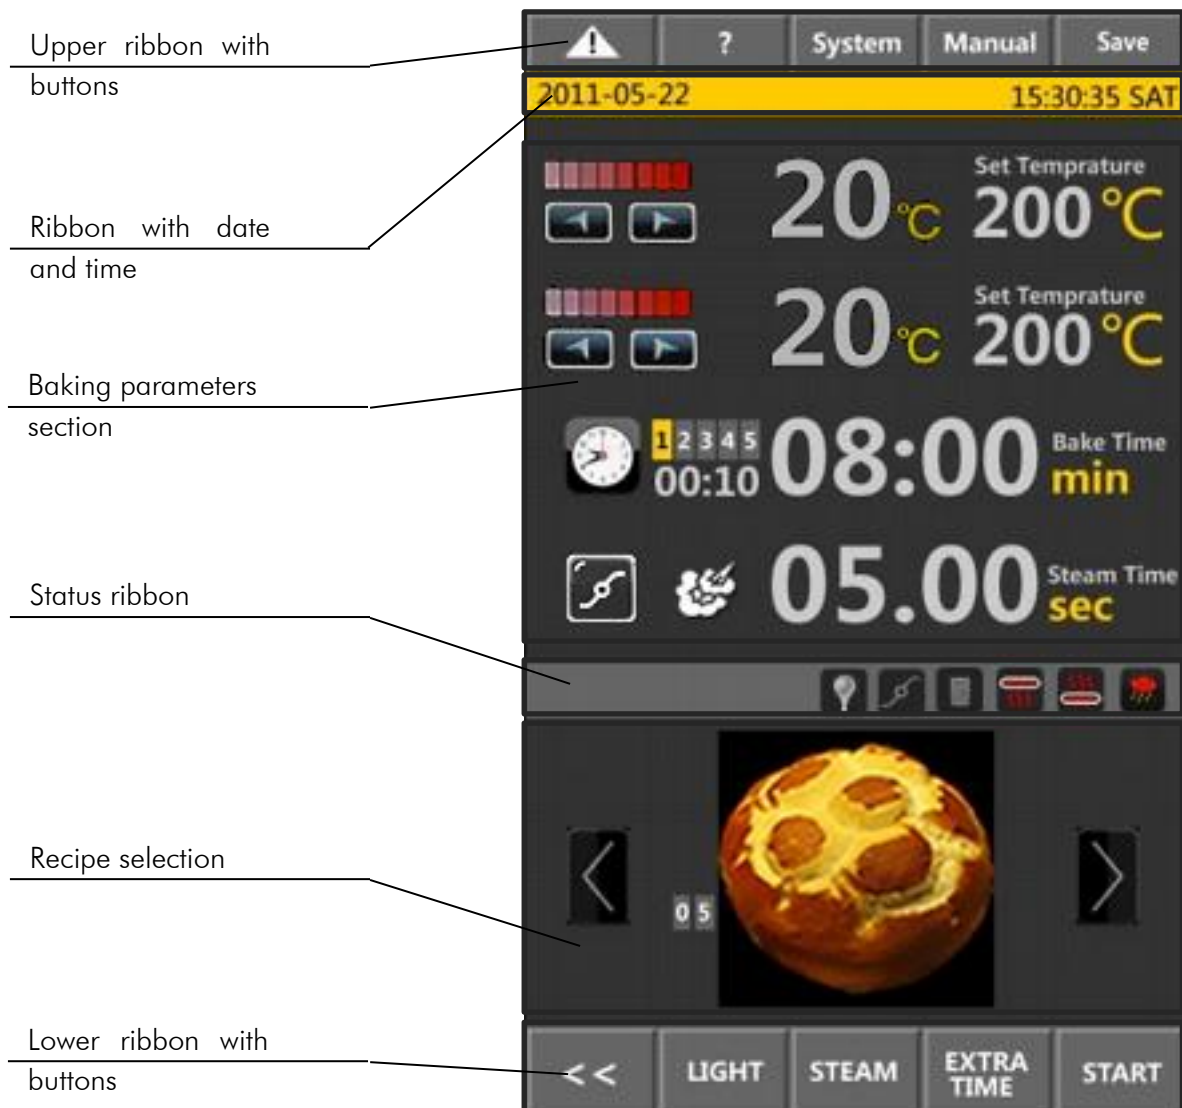 Upper ribbon with
buttons
Ribbon with date
and time
Baking parameters
section
Status ribbon
Recipe selection
Lower ribbon with
buttons
? System Manual Save
2011-05-22 15:30:35 SAT
Set Temprature
20 °C 200 °C
Set Temprature
20 °C 200 °C
1 2 3 4 5
00:10 08:00 Bake Time
min
05.00 Steam Time
sec
05
<< LIGHT STEAM EXTRA TIME START